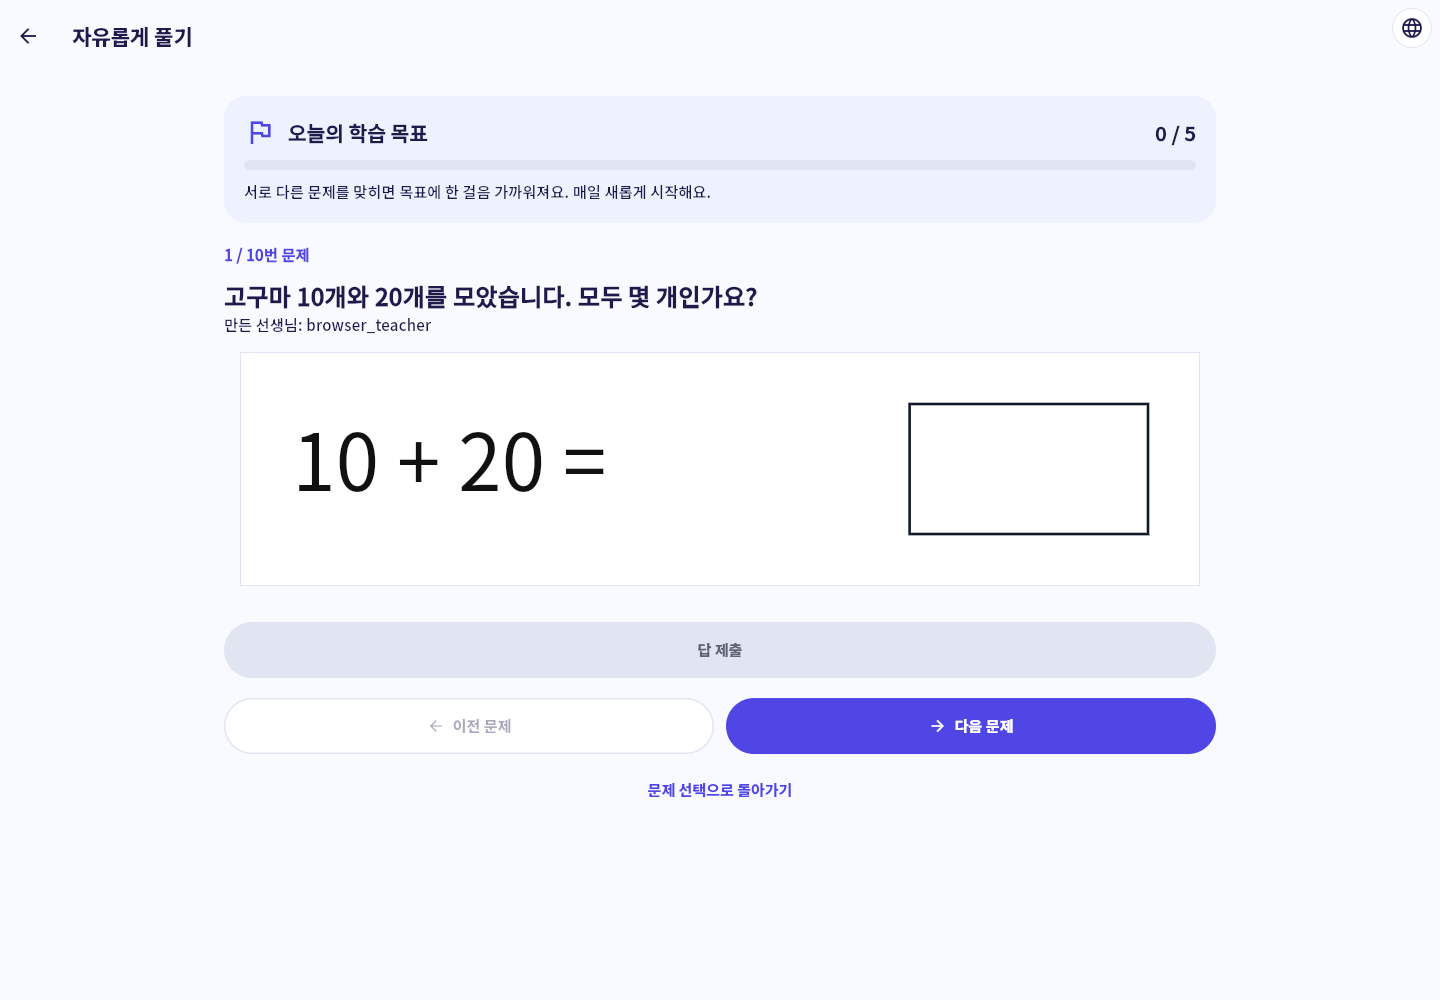 자유롭게 풀기
오늘의 학습 목표
0 / 5
서로 다른 문제를 맞히면 목표에 한 걸음 가까워져요. 매일 새롭게 시작해요.
1 / 10번 문제
고구마 10개와 20개를 모았습니다. 모두 몇 개인가요?
만든 선생님: browser_teacher
10 + 20 =
답 제출
이전 문제
다음 문제
문제 선택으로 돌아가기